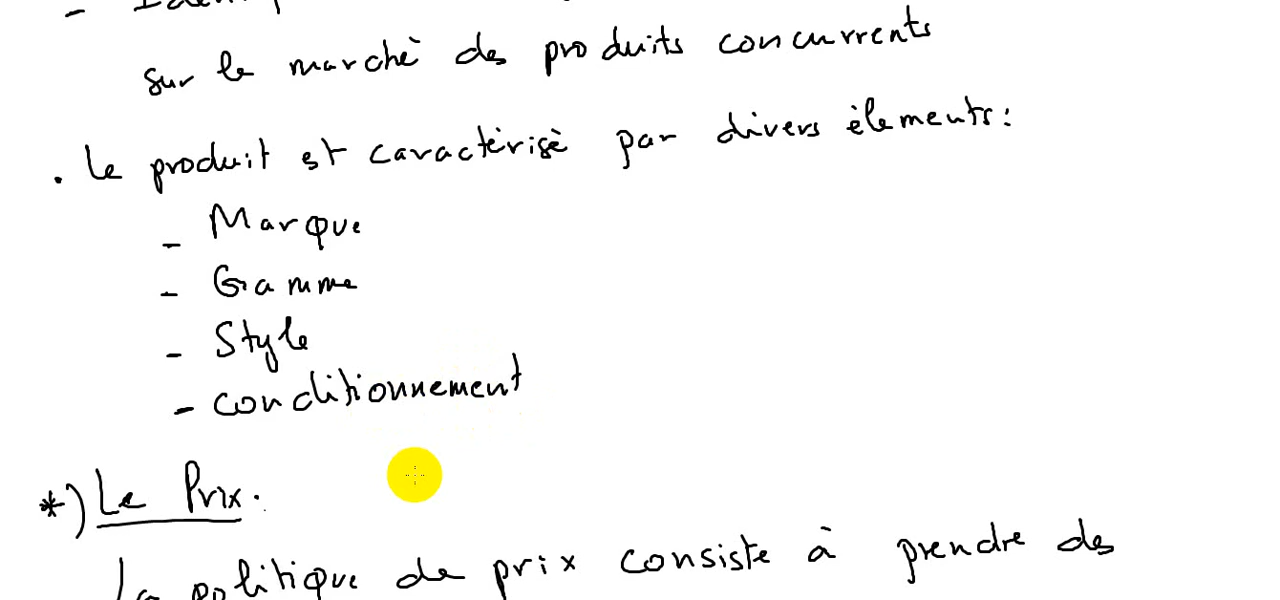 -
sur le marché des produits concurrents
. le produit est caractérisé par divers élements:
- Marque
- Gamme
- Style
- conditionnement
*) Le Prix.
La politique de prix consiste à prendre des